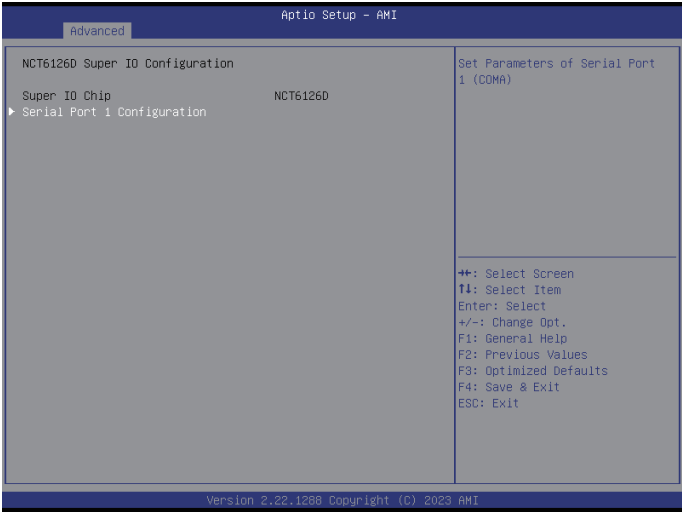 Aptio Setup – AMI
Advanced
NCT6126D Super IO Configuration
Super IO Chip NCT6126D
Serial Port 1 Configuration
Set Parameters of Serial Port
1 (COMA)
→←: Select Screen
↑↓: Select Item
Enter: Select
+/-: Change Opt.
F1: General Help
F2: Previous Values
F3: Optimized Defaults
F4: Save & Exit
ESC: Exit
Version 2.22.1288 Copyright (C) 2023 AMI